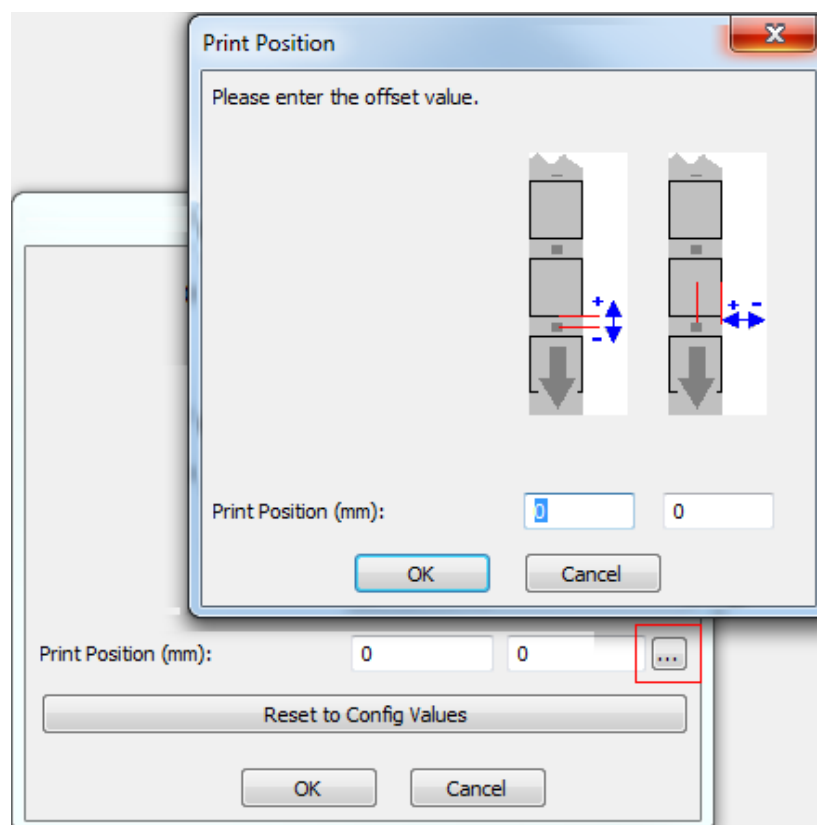 Print Position
Please enter the offset value.
+
-
+ -
Print Position (mm): 0 0
OK Cancel
Print Position (mm): 0 0 ...
Reset to Config Values
OK Cancel